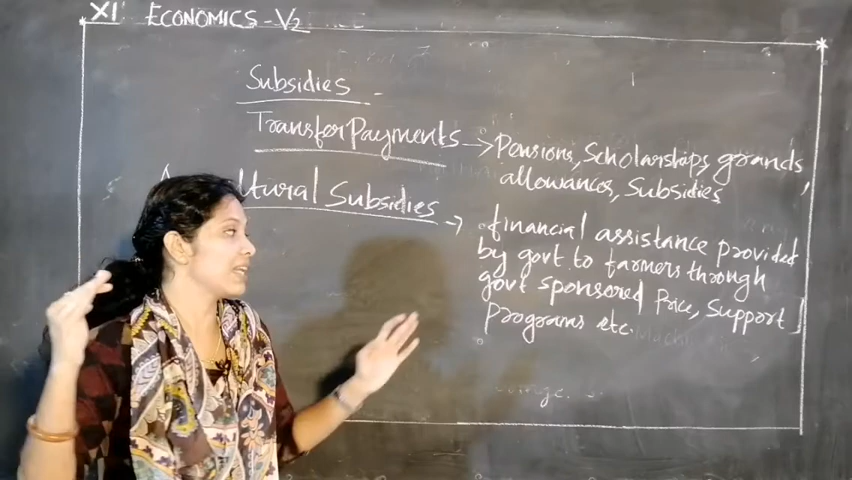 XI ECONOMICS - V2
Subsidies
Transfer Payments → Pensions, Scholarships, grands,
allowances, Subsidies
ltural Subsidies → financial assistance provided
by govt to farmers through
govt sponsored Price, Support
programs etc.